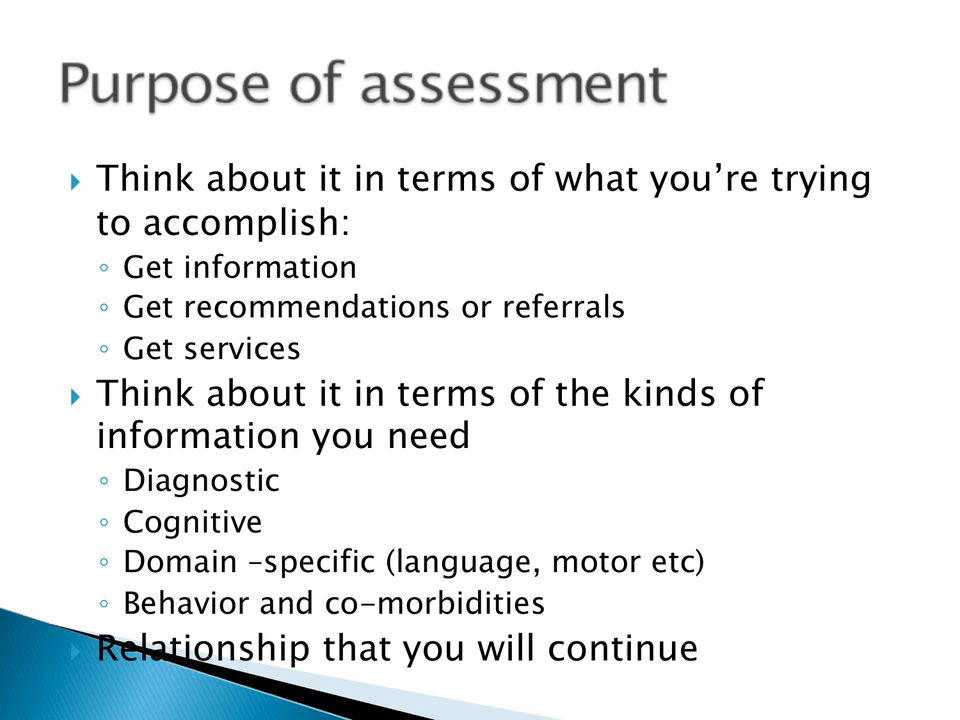 Purpose of assessment
Think about it in terms of what you’re trying
to accomplish:
Get information
Get recommendations or referrals
Get services
Think about it in terms of the kinds of
information you need
Diagnostic
Cognitive
Domain –specific (language, motor etc)
Behavior and co-morbidities
Relationship that you will continue